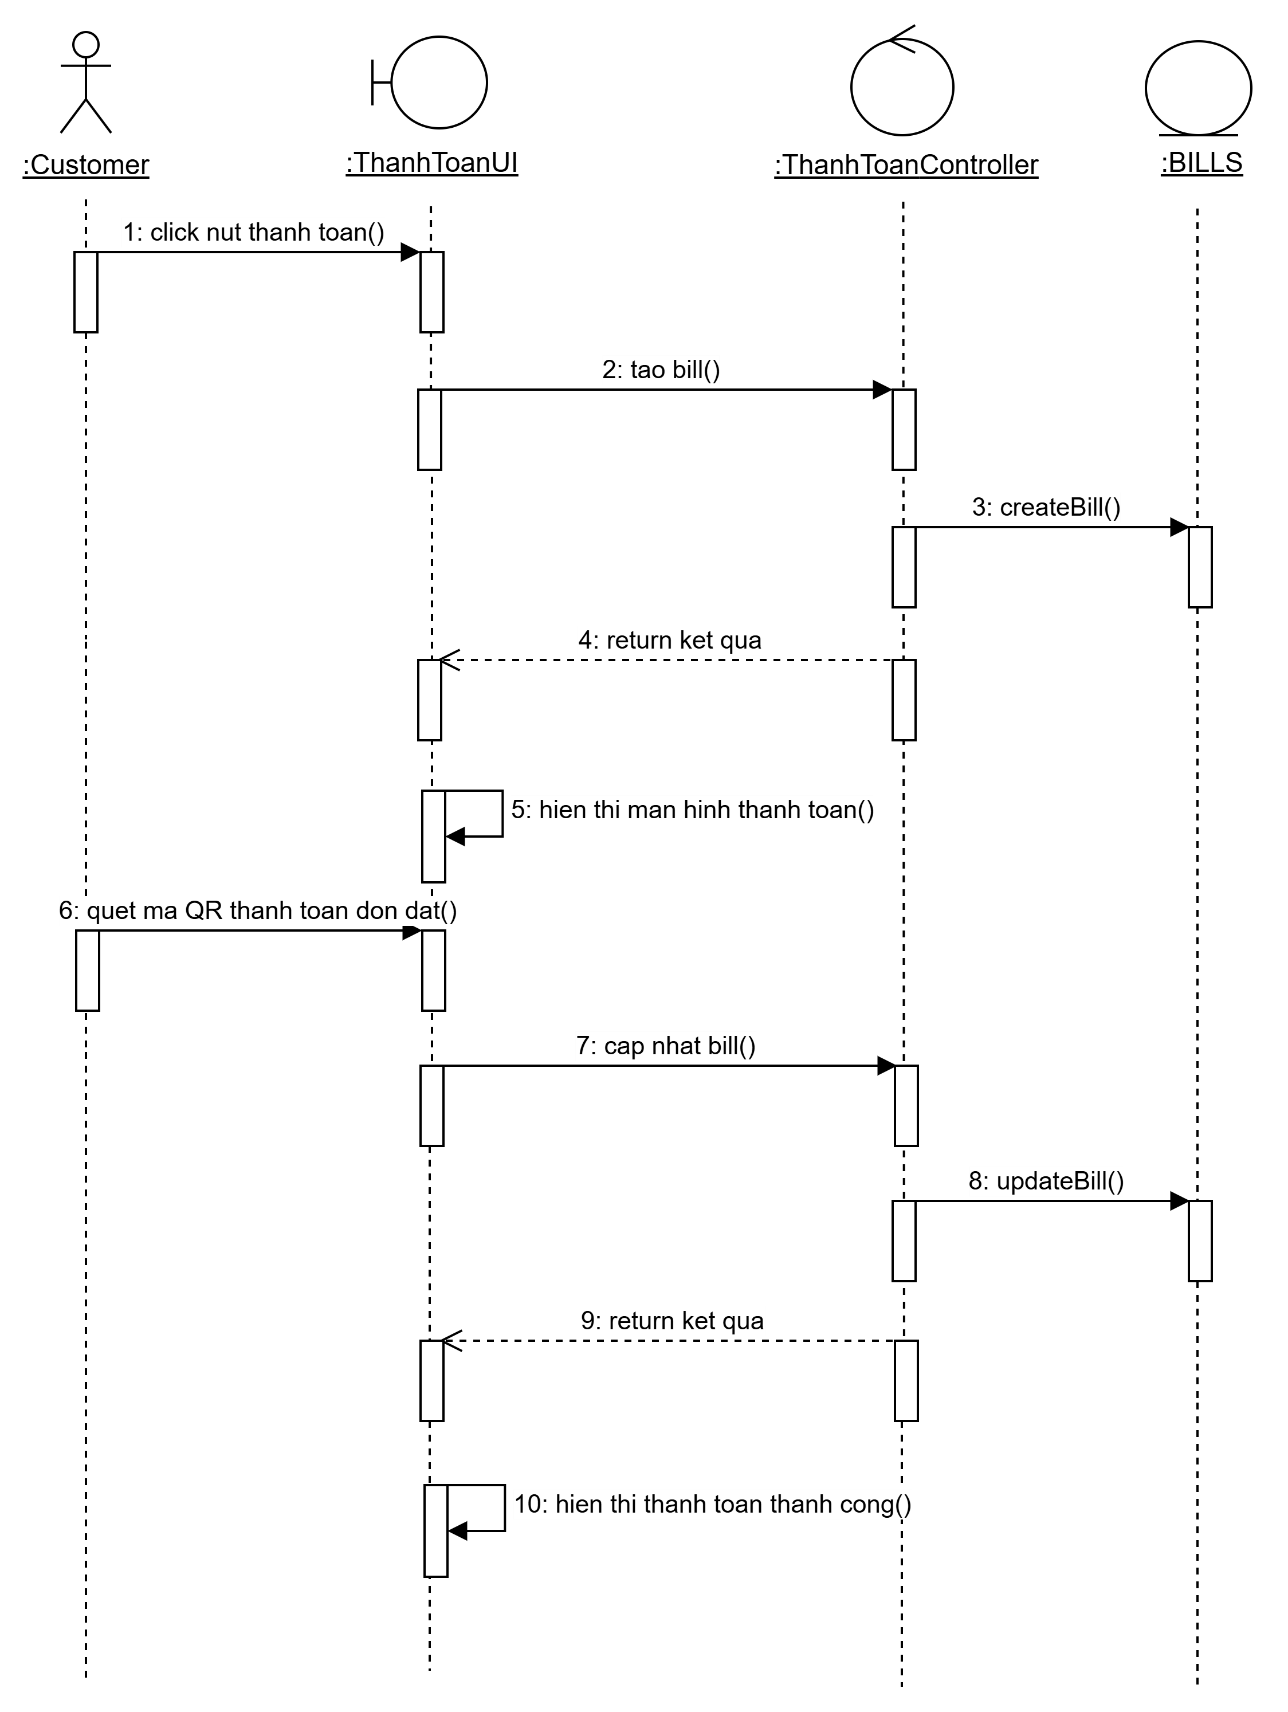 :Customer
:ThanhToanUI
:ThanhToanController
:BILLS
1: click nut thanh toan()
2: tao bill()
3: createBill()
4: return ket qua
5: hien thi man hinh thanh toan()
6: quet ma QR thanh toan don dat()
7: cap nhat bill()
8: updateBill()
9: return ket qua
10: hien thi thanh toan thanh cong()